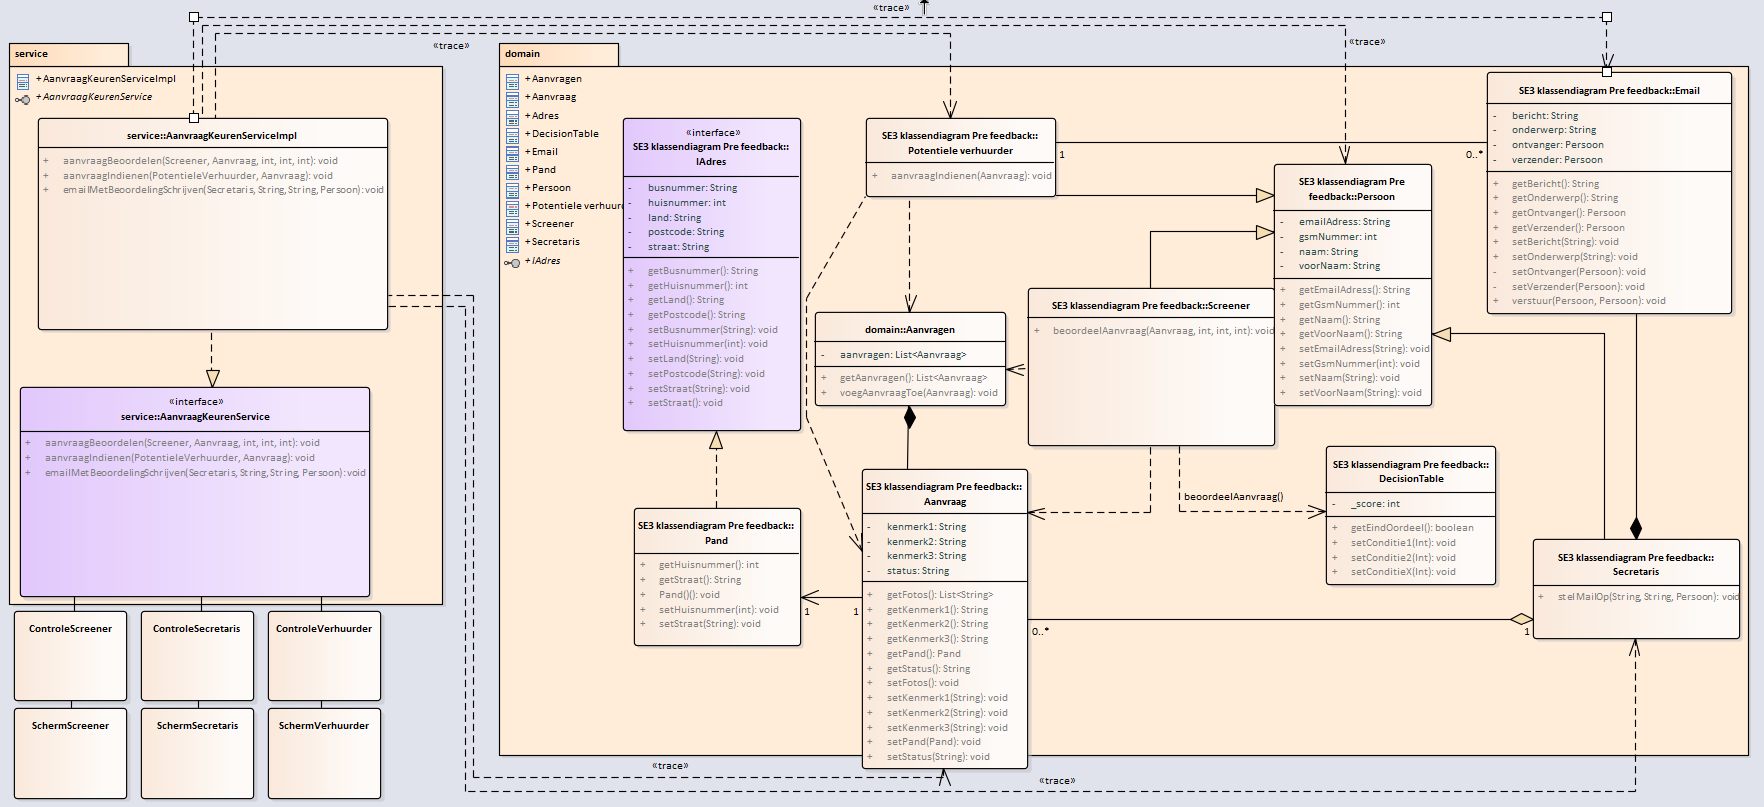 «trace»
«trace»
«trace»
service
+ AanvraagKeurenServiceImpl
+ AanvraagKeurenService
service::AanvraagKeurenServiceImpl
+ aanvraagBeoordelen(Screener, Aanvraag, int, int, int): void
+ aanvraagIndienen(PotentieleVerhuurder, Aanvraag): void
+ emailMetBeoordelingSchrijven(Secretaris, String, String, Persoon): void
«interface»
service::AanvraagKeurenService
+ aanvraagBeoordelen(Screener, Aanvraag, int, int, int): void
+ aanvraagIndienen(PotentieleVerhuurder, Aanvraag): void
+ emailMetBeoordelingSchrijven(Secretaris, String, String, Persoon): void
ControleScreener
ControleSecretaris
ControleVerhuurder
SchermScreener
SchermSecretaris
SchermVerhuurder
domain
+ Aanvragen
+ Aanvraag
+ Adres
+ DecisionTable
+ Email
+ Pand
+ Persoon
+ Potentiele verhuurd
+ Screener
+ Secretaris
+ IAdres
«interface»
SE3 klassendiagram Pre feedback::
IAdres
- busnummer: String
- huisnummer: int
- land: String
- postcode: String
- straat: String
+ getBusnummer(): String
+ getHuisnummer(): int
+ getLand(): String
+ getPostcode(): String
+ setBusnummer(String): void
+ setHuisnummer(int): void
+ setLand(String): void
+ setPostcode(String): void
+ setStraat(String): void
+ setStraat(): void
SE3 klassendiagram Pre feedback::
Pand
+ getHuisnummer(): int
+ getStraat(): String
+ Pand()(): void
+ setHuisnummer(int): void
+ setStraat(String): void
1
1
SE3 klassendiagram Pre feedback::
Potentiele verhuurder
+ aanvraagIndienen(Aanvraag): void
1
0..*
domain::Aanvragen
- aanvragen: List<Aanvraag>
+ getAanvragen(): List<Aanvraag>
+ voegAanvraagToe(Aanvraag): void
SE3 klassendiagram Pre feedback::
Aanvraag
- kenmerk1: String
- kenmerk2: String
- kenmerk3: String
- status: String
+ getFotos(): List<String>
+ getKenmerk1(): String
+ getKenmerk2(): String
+ getKenmerk3(): String
+ getPand(): Pand
+ getStatus(): String
+ setFotos(): void
+ setKenmerk1(String): void
+ setKenmerk2(String): void
+ setKenmerk3(String): void
+ setPand(Pand): void
+ setStatus(String): void
0..*
1
SE3 klassendiagram Pre feedback::Screener
+ beoordeelAanvraag(Aanvraag, int, int, int): void
beoordeelAanvraag()
SE3 klassendiagram Pre
feedback::Persoon
- emailAdress: String
- gsmNummer: int
- naam: String
- voorNaam: String
+ getEmailAdress(): String
+ getGsmNummer(): int
+ getNaam(): String
+ getVoorNaam(): String
+ setEmailAdress(String): void
+ setGsmNummer(int): void
+ setNaam(String): void
+ setVoorNaam(String): void
SE3 klassendiagram Pre feedback::Email
- bericht: String
- onderwerp: String
- ontvanger: Persoon
- verzender: Persoon
+ getBericht(): String
+ getOnderwerp(): String
+ getOntvanger(): Persoon
+ getVerzender(): Persoon
+ setBericht(String): void
+ setOnderwerp(String): void
- setOntvanger(Persoon): void
- setVerzender(Persoon): void
+ verstuur(Persoon, Persoon): void
SE3 klassendiagram Pre feedback::
DecisionTable
- _score: int
+ getEindOordeel(): boolean
+ setConditie1(Int): void
+ setConditie2(Int): void
+ setConditieX(Int): void
SE3 klassendiagram Pre feedback::
Secretaris
+ stelMailOp(String, String, Persoon): void
«trace»
«trace»